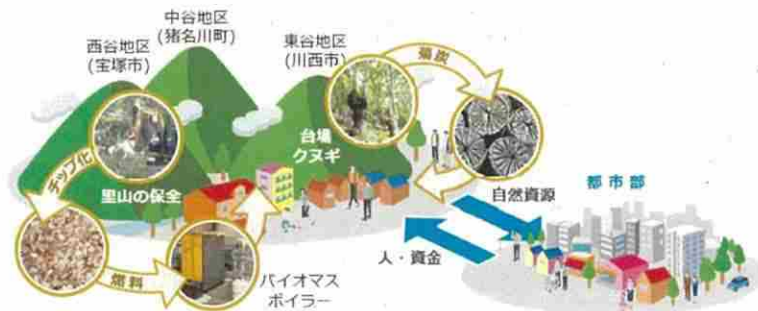 中谷地区
(猪名川町)
西谷地区
(宝塚市)
東谷地区
(川西市)
菊炭
台場
クヌギ
チップ化
里山の保全
自然資源
都市部
人・資金
燃料
バイオマス
ボイラー